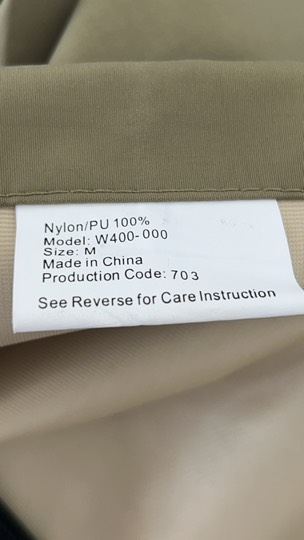 Nylon/PU 100%
Model: W400-000
Size: M
Made in China
Production Code: 703
See Reverse for Care Instruction